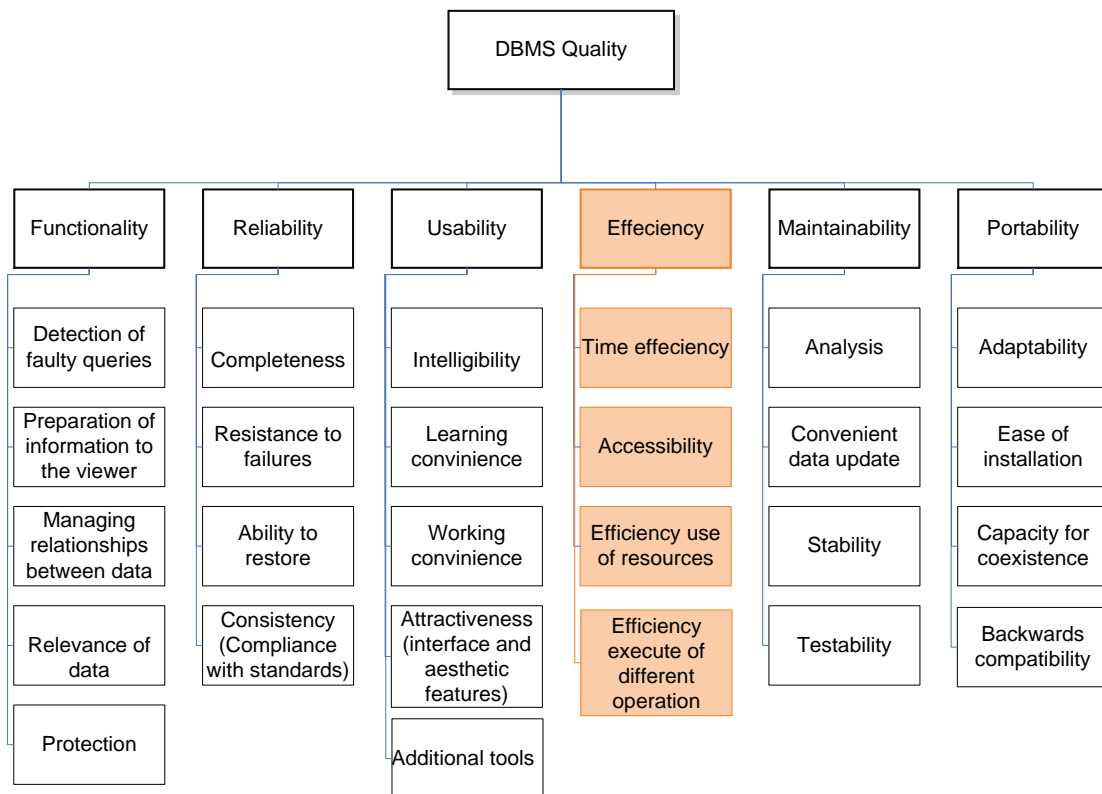 DBMS Quality
Functionality
Reliability
Usability
Effeciency
Maintainability
Portability
Detection of
faulty queries
Preparation of
information to
the viewer
Managing
relationships
between data
Relevance of
data
Protection
Completeness
Resistance to
failures
Ability to
restore
Consistency
(Compliance
with standards)
Intelligibility
Learning
convinience
Working
convinience
Attractiveness
(interface and
aesthetic
features)
Additional tools
Time effeciency
Accessibility
Efficiency use
of resources
Efficiency
execute of
different
operation
Analysis
Convenient
data update
Stability
Testability
Adaptability
Ease of
installation
Capacity for
coexistence
Backwards
compatibility